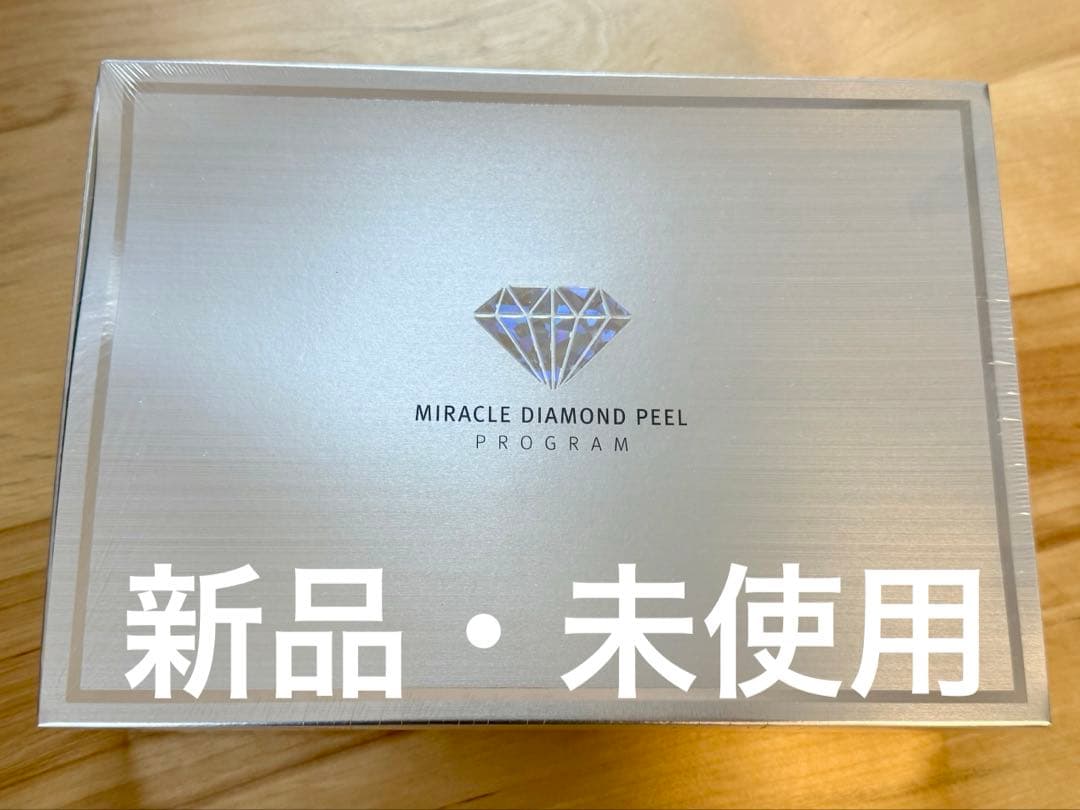 MIRACLE DIAMOND PEEL
PROGRAM
新品・未使用